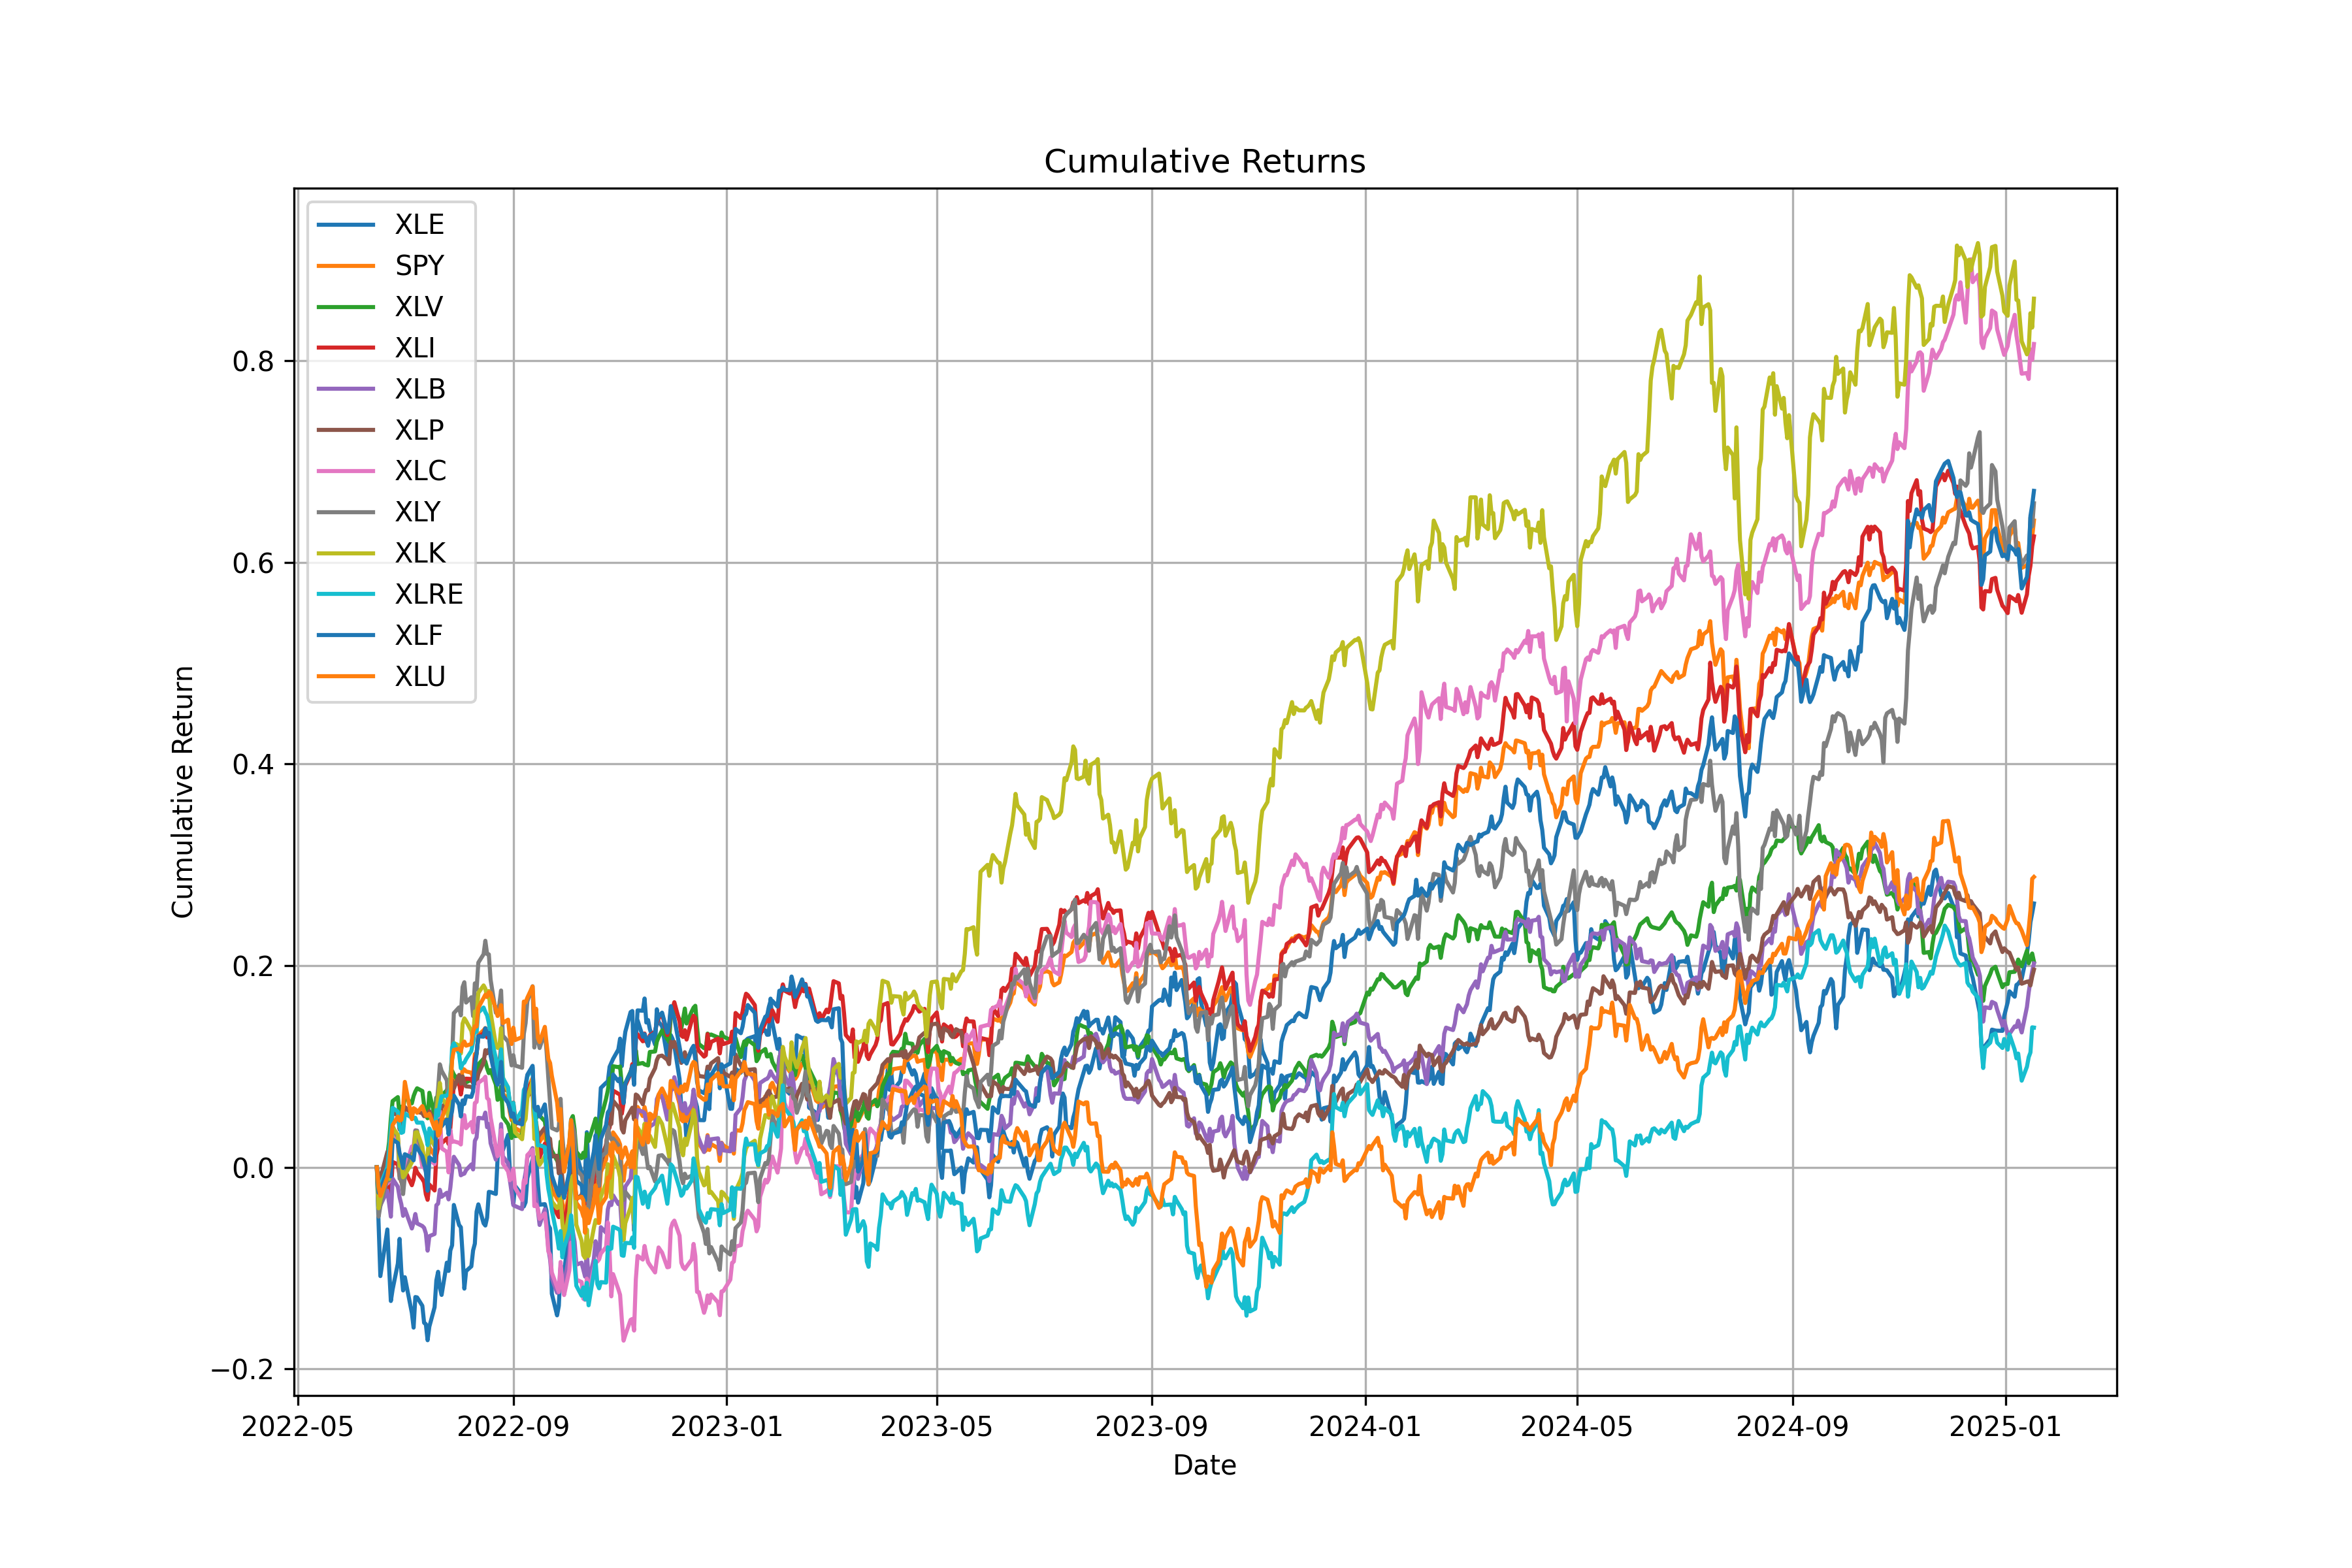 Cumulative Returns
XLE
SPY
XLV
XLI
XLB
XLP
XLC
XLY
XLK
XLRE
XLF
XLU
Cumulative Return
0.8
0.6
0.4
0.2
0.0
−0.2
2022-05 2022-09 2023-01 2023-05 2023-09 2024-01 2024-05 2024-09 2025-01
Date